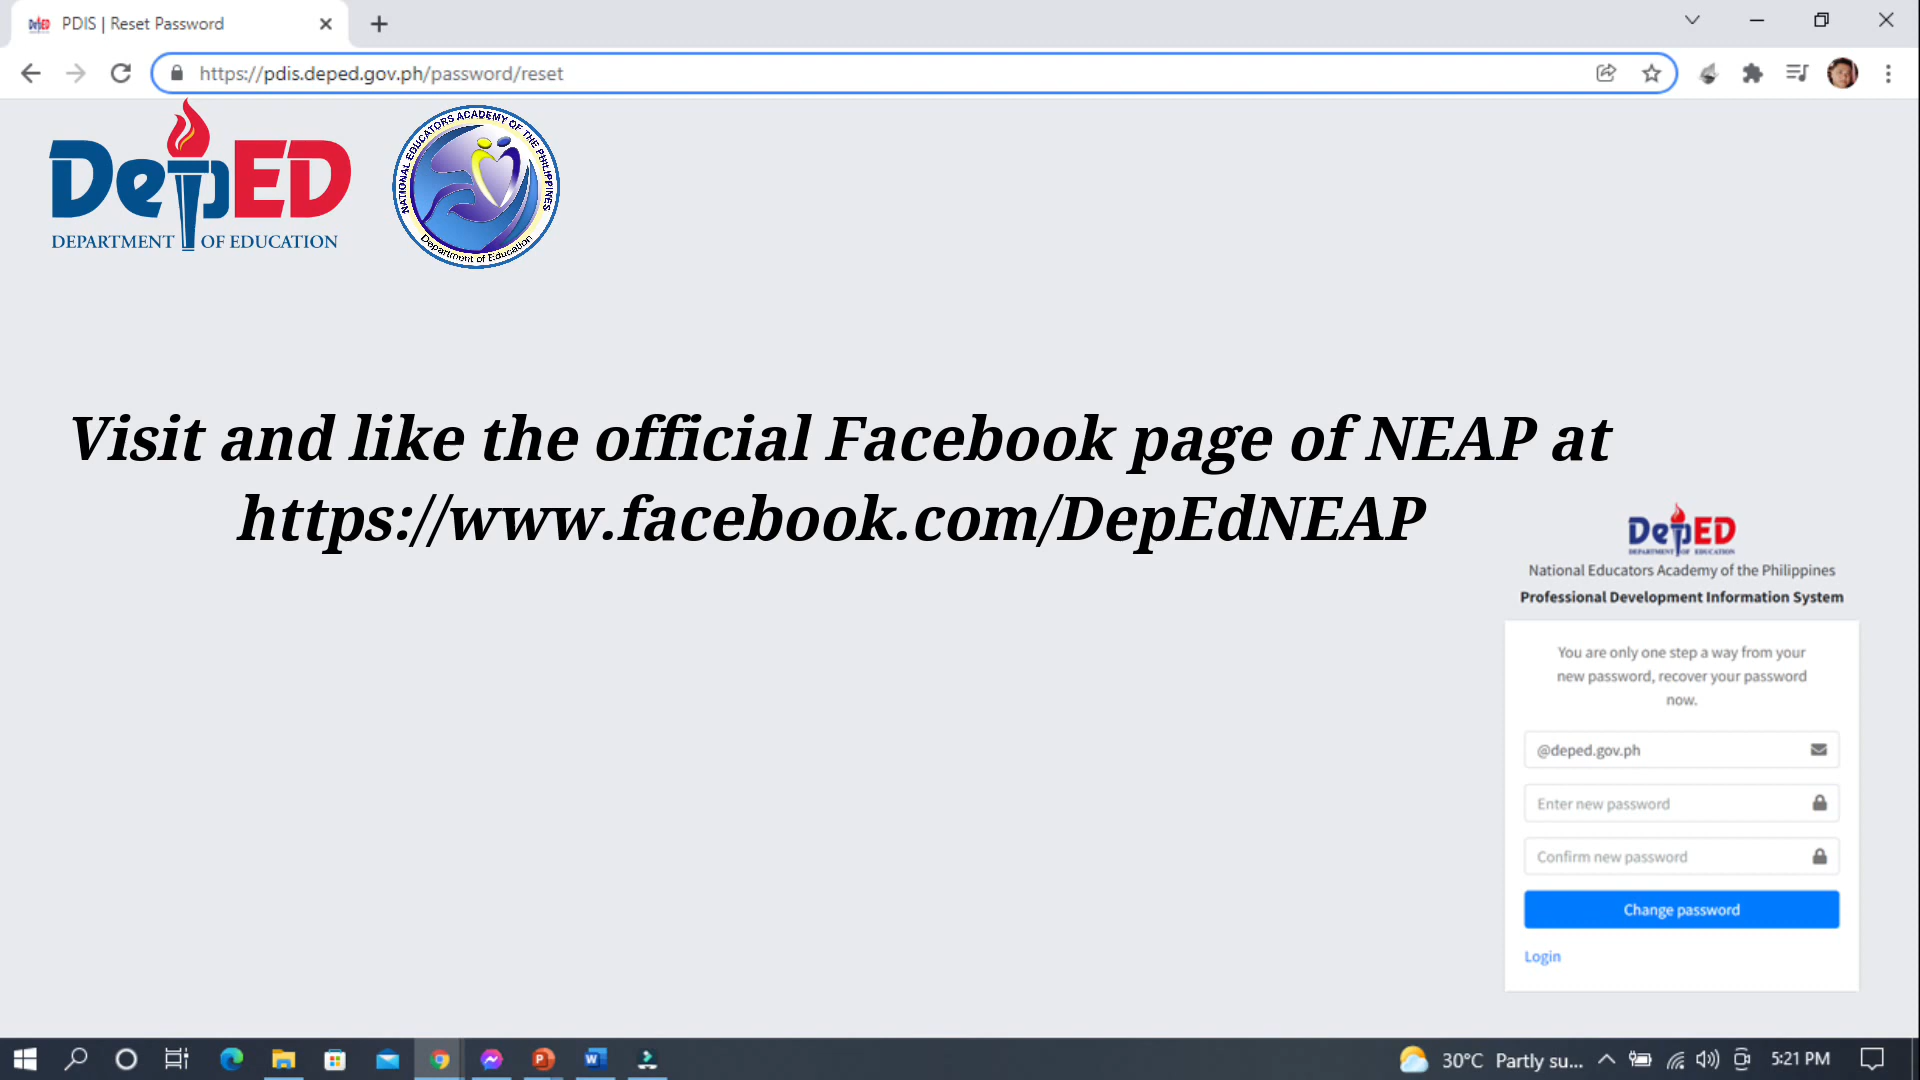 PDIS | Reset Password
https://pdis.deped.gov.ph/password/reset
DepED
DEPARTMENT OF EDUCATION
NATIONAL EDUCATORS ACADEMY OF THE PHILIPPINES
Department of Education
Visit and like the official Facebook page of NEAP at
https://www.facebook.com/DepEdNEAP
DepED
DEPARTMENT OF EDUCATION
National Educators Academy of the Philippines
Professional Development Information System
You are only one step a way from your
new password, recover your password
now.
@deped.gov.ph
Enter new password
Confirm new password
Change password
Login
30°C Partly su... 5:21 PM